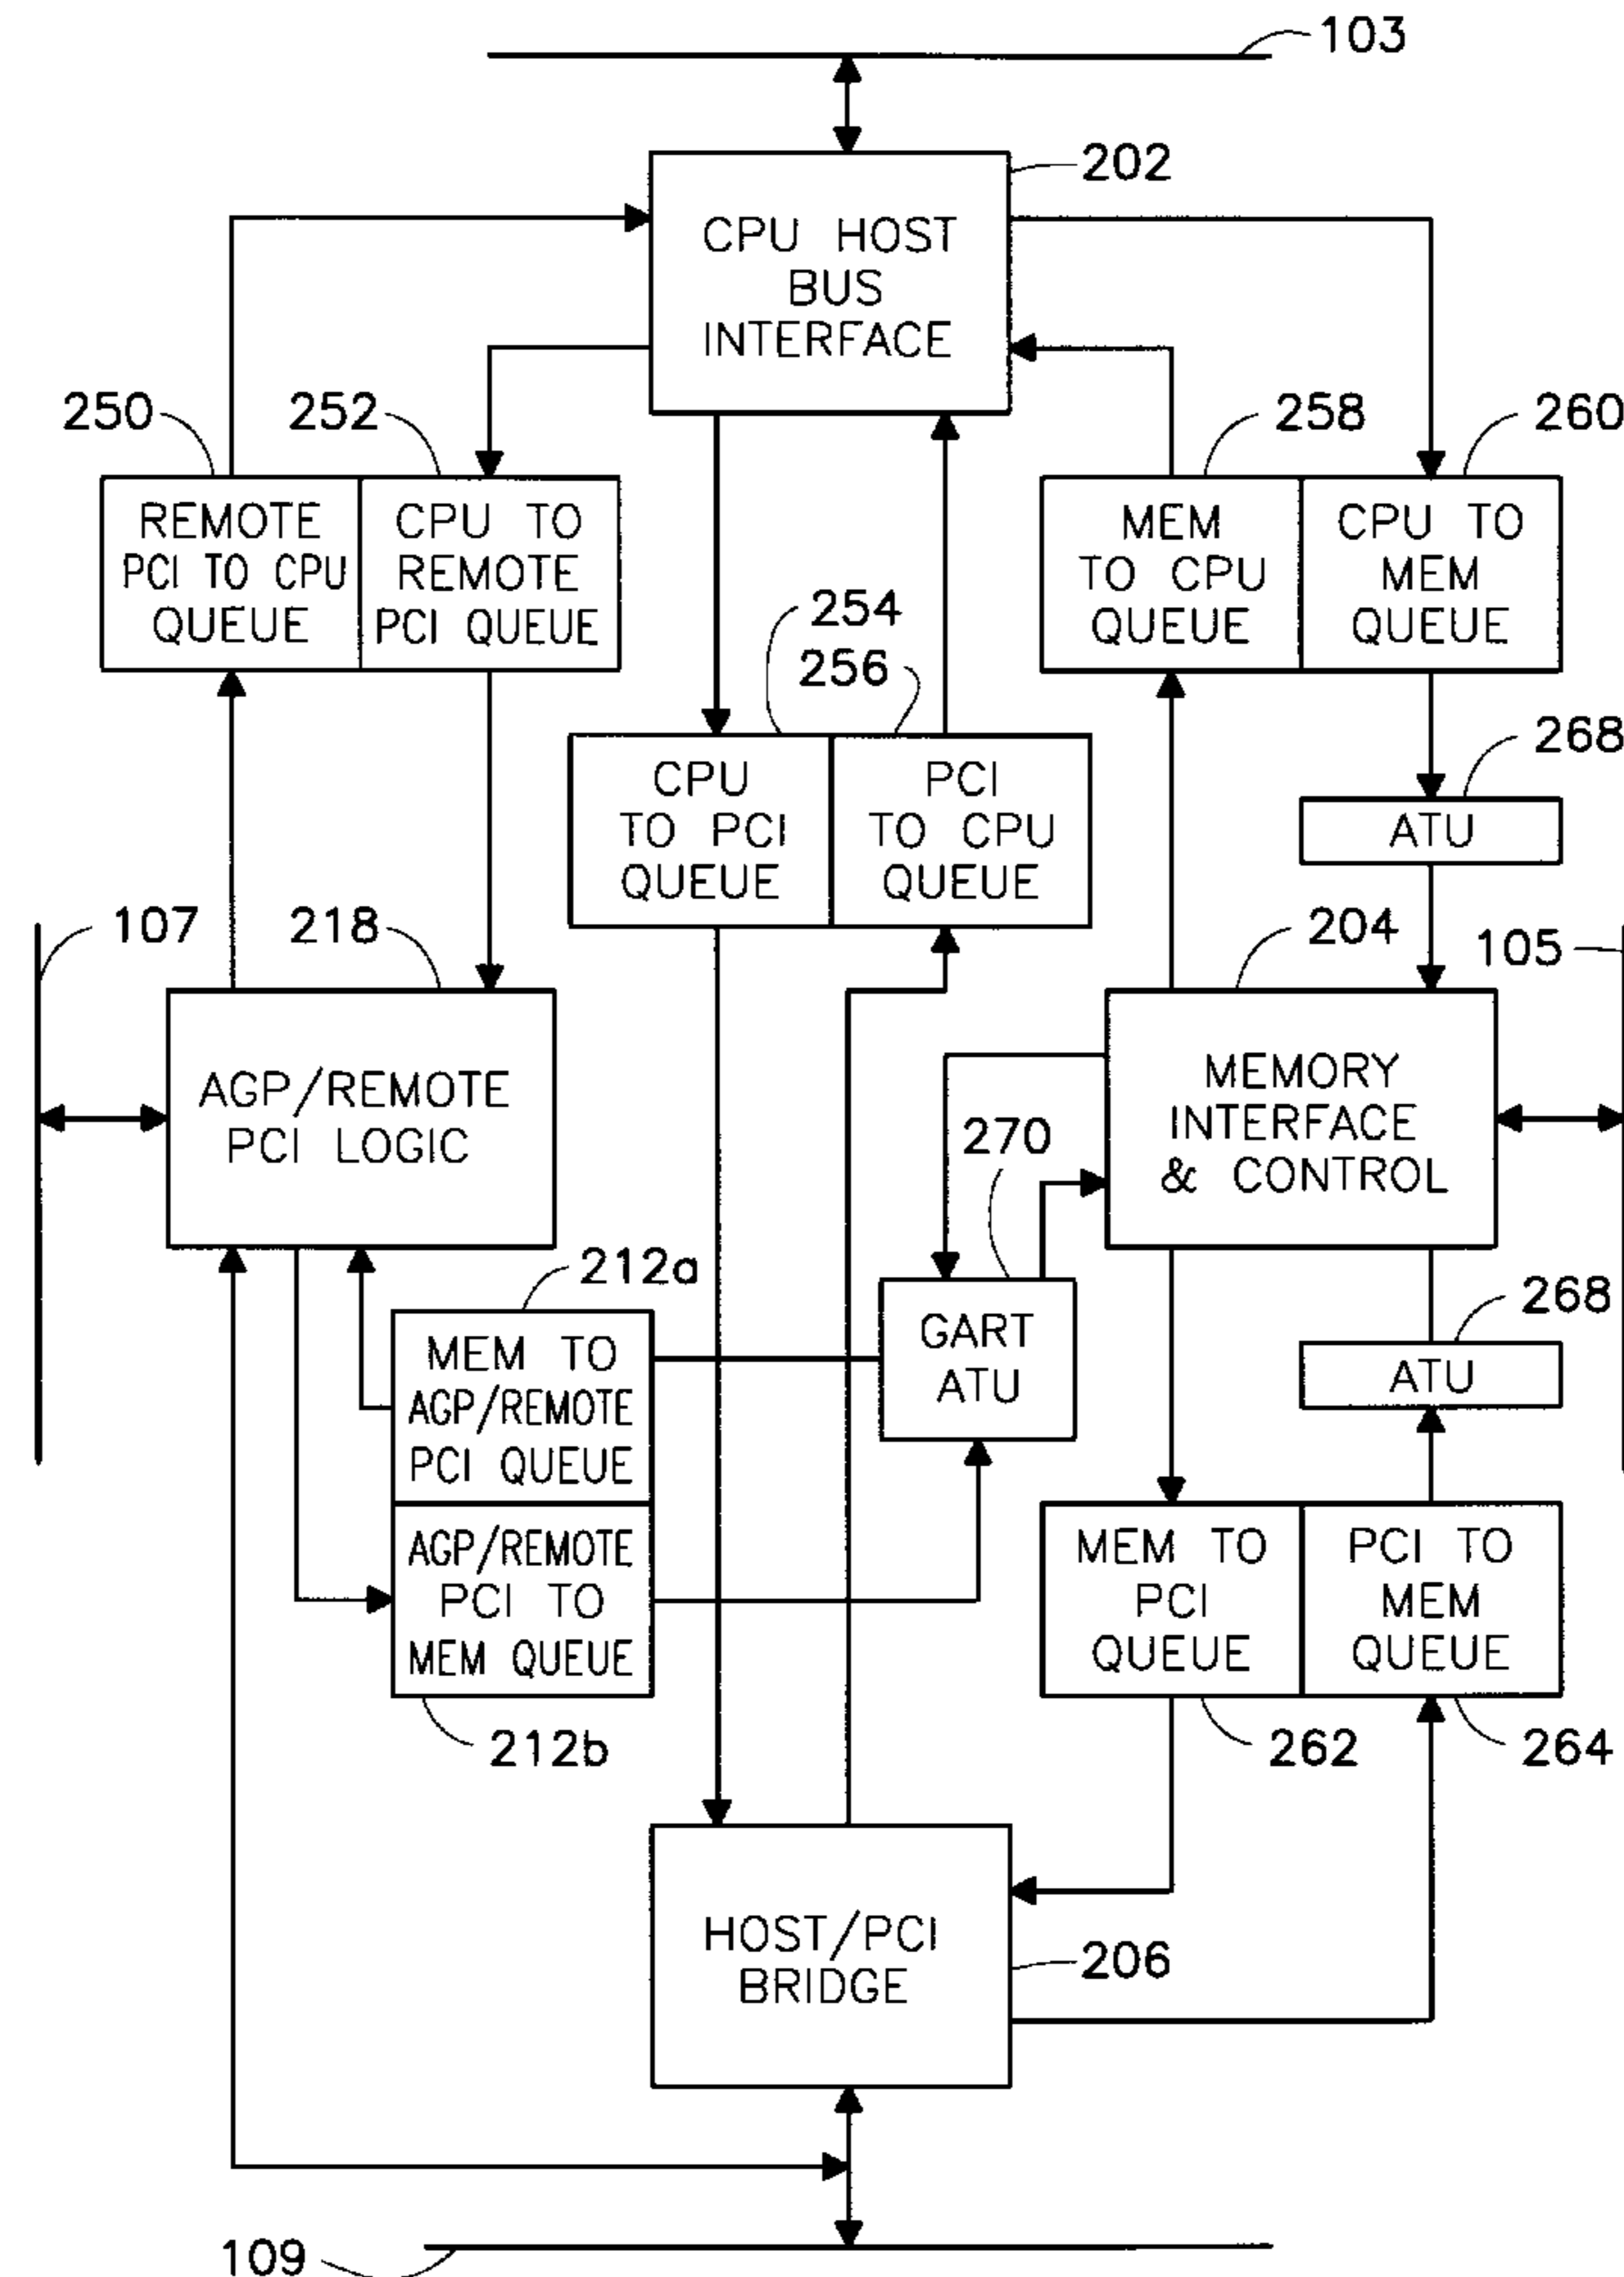 103
202
CPU HOST
BUS
INTERFACE
250
252
258
260
REMOTE
PCI TO CPU
QUEUE
CPU TO
REMOTE
PCI QUEUE
MEM
TO CPU
QUEUE
CPU TO
MEM
QUEUE
254
256
268
CPU
TO PCI
QUEUE
PCI
TO CPU
QUEUE
ATU
107
218
204
105
AGP/REMOTE
PCI LOGIC
MEMORY
INTERFACE
& CONTROL
270
212a
GART
ATU
268
ATU
MEM TO
AGP/REMOTE
PCI QUEUE
AGP/REMOTE
PCI TO
MEM QUEUE
MEM TO
PCI
QUEUE
PCI TO
MEM
QUEUE
212b
262
264
HOST/PCI
BRIDGE
206
109